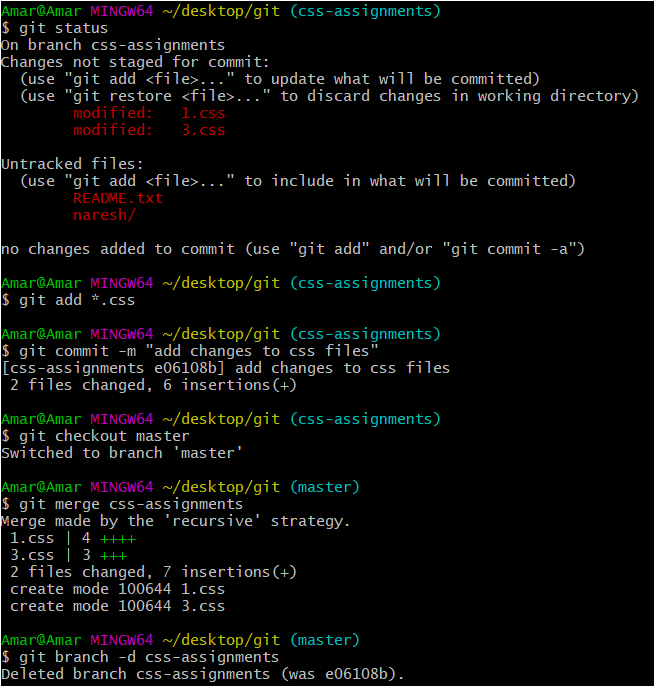 Amar@Amar MINGW64 ~/desktop/git (css-assignments)
$ git status
On branch css-assignments
Changes not staged for commit:
  (use "git add <file>..." to update what will be committed)
  (use "git restore <file>..." to discard changes in working directory)
        modified:   1.css
        modified:   3.css

Untracked files:
  (use "git add <file>..." to include in what will be committed)
        README.txt
        naresh/

no changes added to commit (use "git add" and/or "git commit -a")

Amar@Amar MINGW64 ~/desktop/git (css-assignments)
$ git add *.css

Amar@Amar MINGW64 ~/desktop/git (css-assignments)
$ git commit -m "add changes to css files"
[css-assignments e06108b] add changes to css files
 2 files changed, 6 insertions(+)

Amar@Amar MINGW64 ~/desktop/git (css-assignments)
$ git checkout master
Switched to branch 'master'

Amar@Amar MINGW64 ~/desktop/git (master)
$ git merge css-assignments
Merge made by the 'recursive' strategy.
 1.css | 4 ++++
 3.css | 3 +++
 2 files changed, 7 insertions(+)
 create mode 100644 1.css
 create mode 100644 3.css

Amar@Amar MINGW64 ~/desktop/git (master)
$ git branch -d css-assignments
Deleted branch css-assignments (was e06108b).